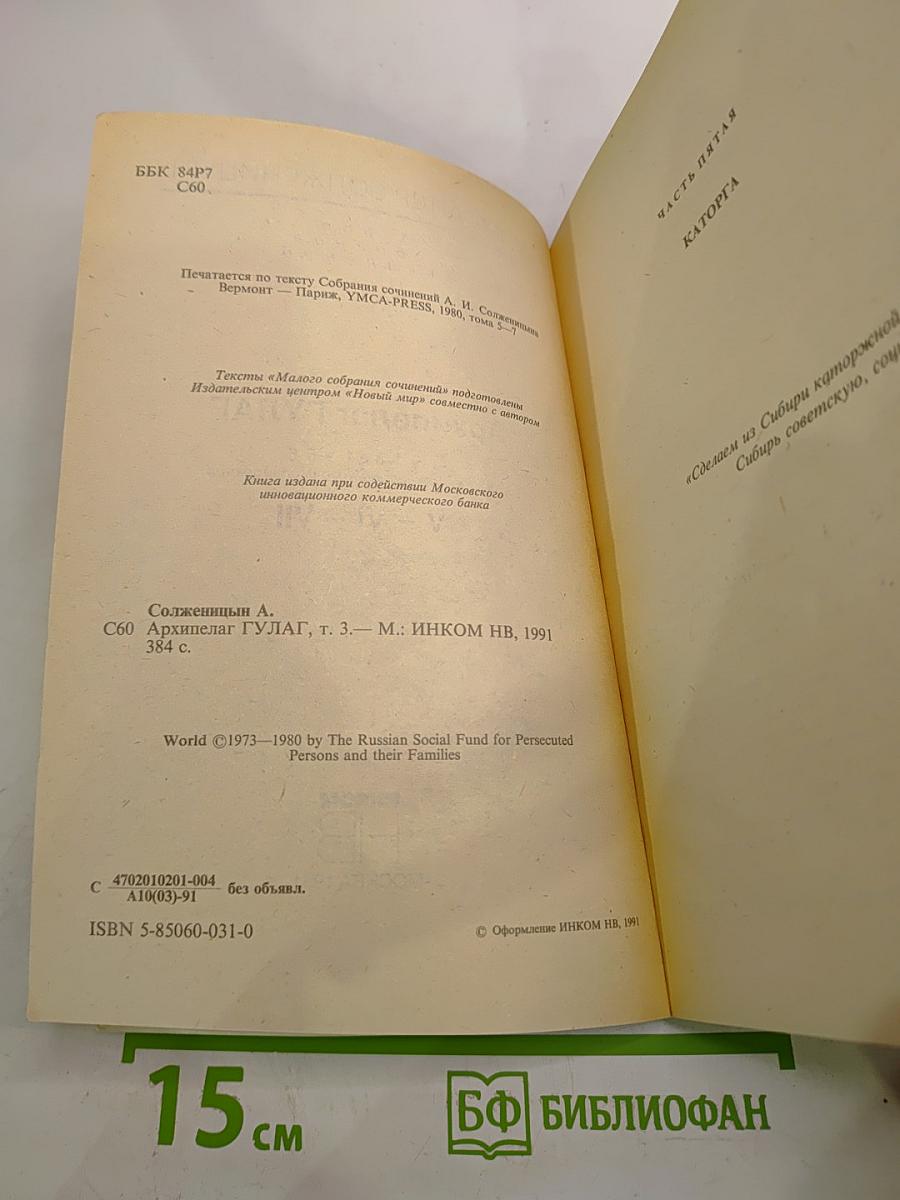 ББК 84Р7
С60
Печатается по тексту Собрания сочинений А. И. Солженицына
Вермонт — Париж, YMCA-PRESS, 1980, тома 5—7
Тексты «Малого собрания сочинений» подготовлены
Издательским центром «Новый мир» совместно с автором
Книга издана при содействии Московского
инновационного коммерческого банка
Солженицын А.
С60 Архипелаг ГУЛАГ, т. 3.— М.: ИНКОМ НВ, 1991
384 с.
World ©1973—1980 by The Russian Social Fund for Persecuted
Persons and their Families
С 4702010201-004 без объявл.
А10(03)-91
ISBN 5-85060-031-0
© Оформление ИНКОМ НВ, 1991
ЧАСТЬ ПЯТАЯ
КАТОРГА
«Сделаем из Сибири каторжной,
Сибирь советскую,
15 см
БФ БИБЛИОФАН